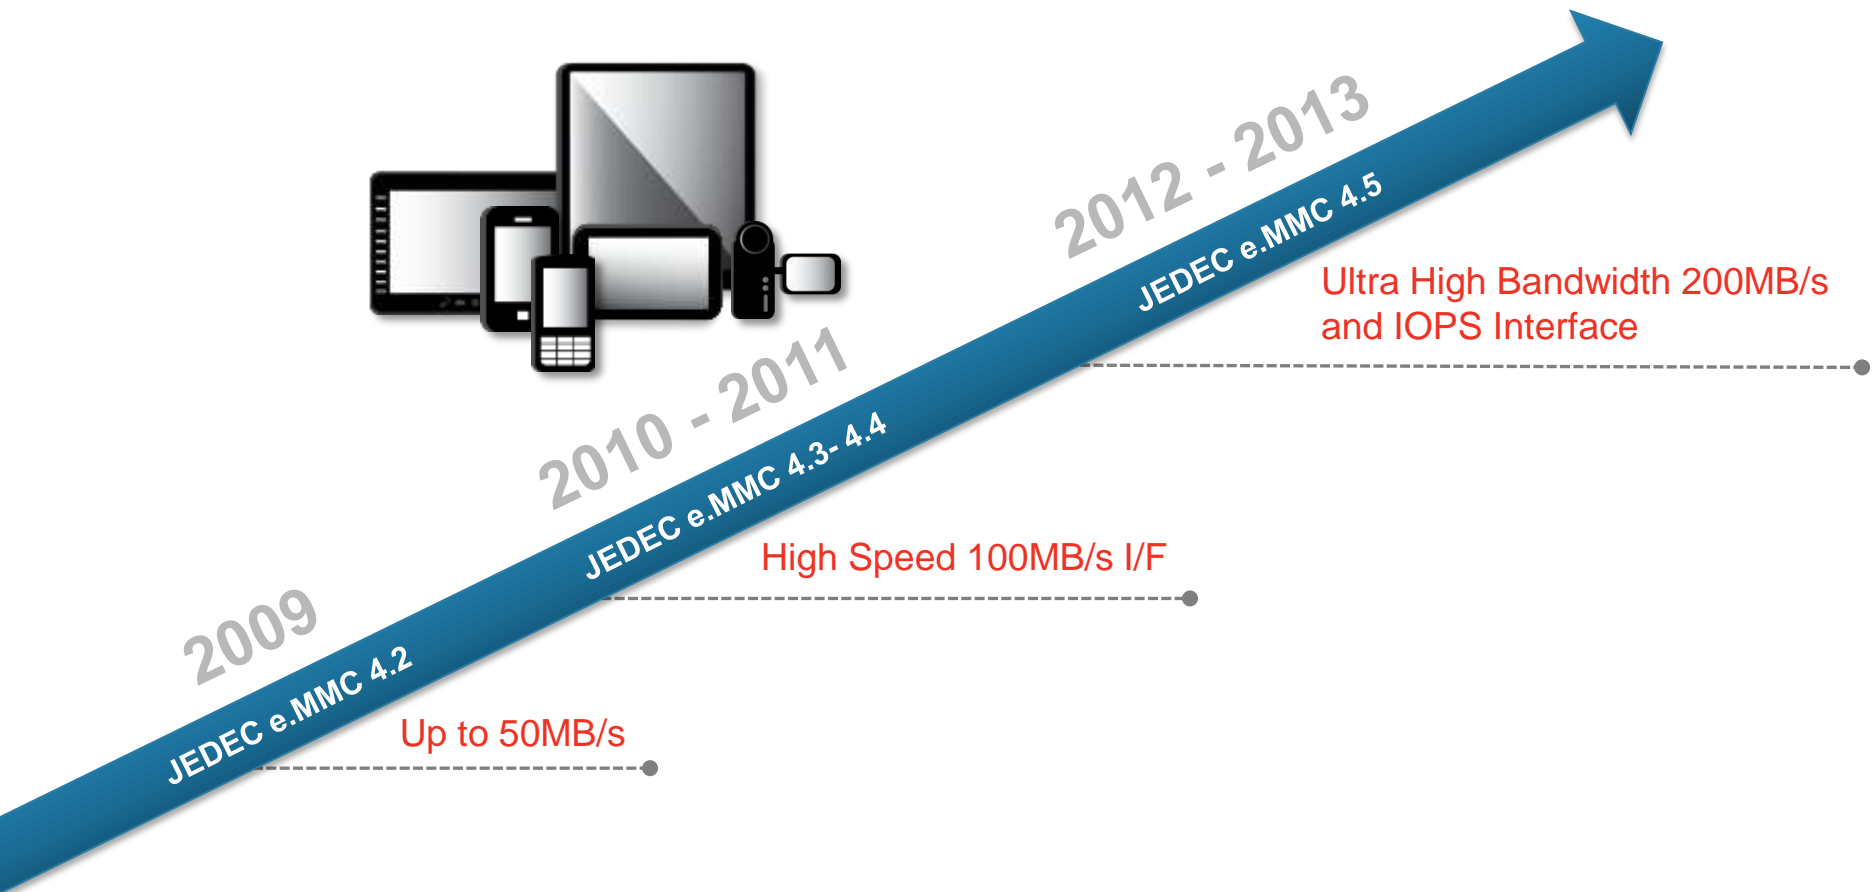 2012 - 2013
JEDEC e.MMC 4.5
Ultra High Bandwidth 200MB/s
and IOPS Interface
2010 - 2011
JEDEC e.MMC 4.3- 4.4
High Speed 100MB/s I/F
2009
JEDEC e.MMC 4.2
Up to 50MB/s